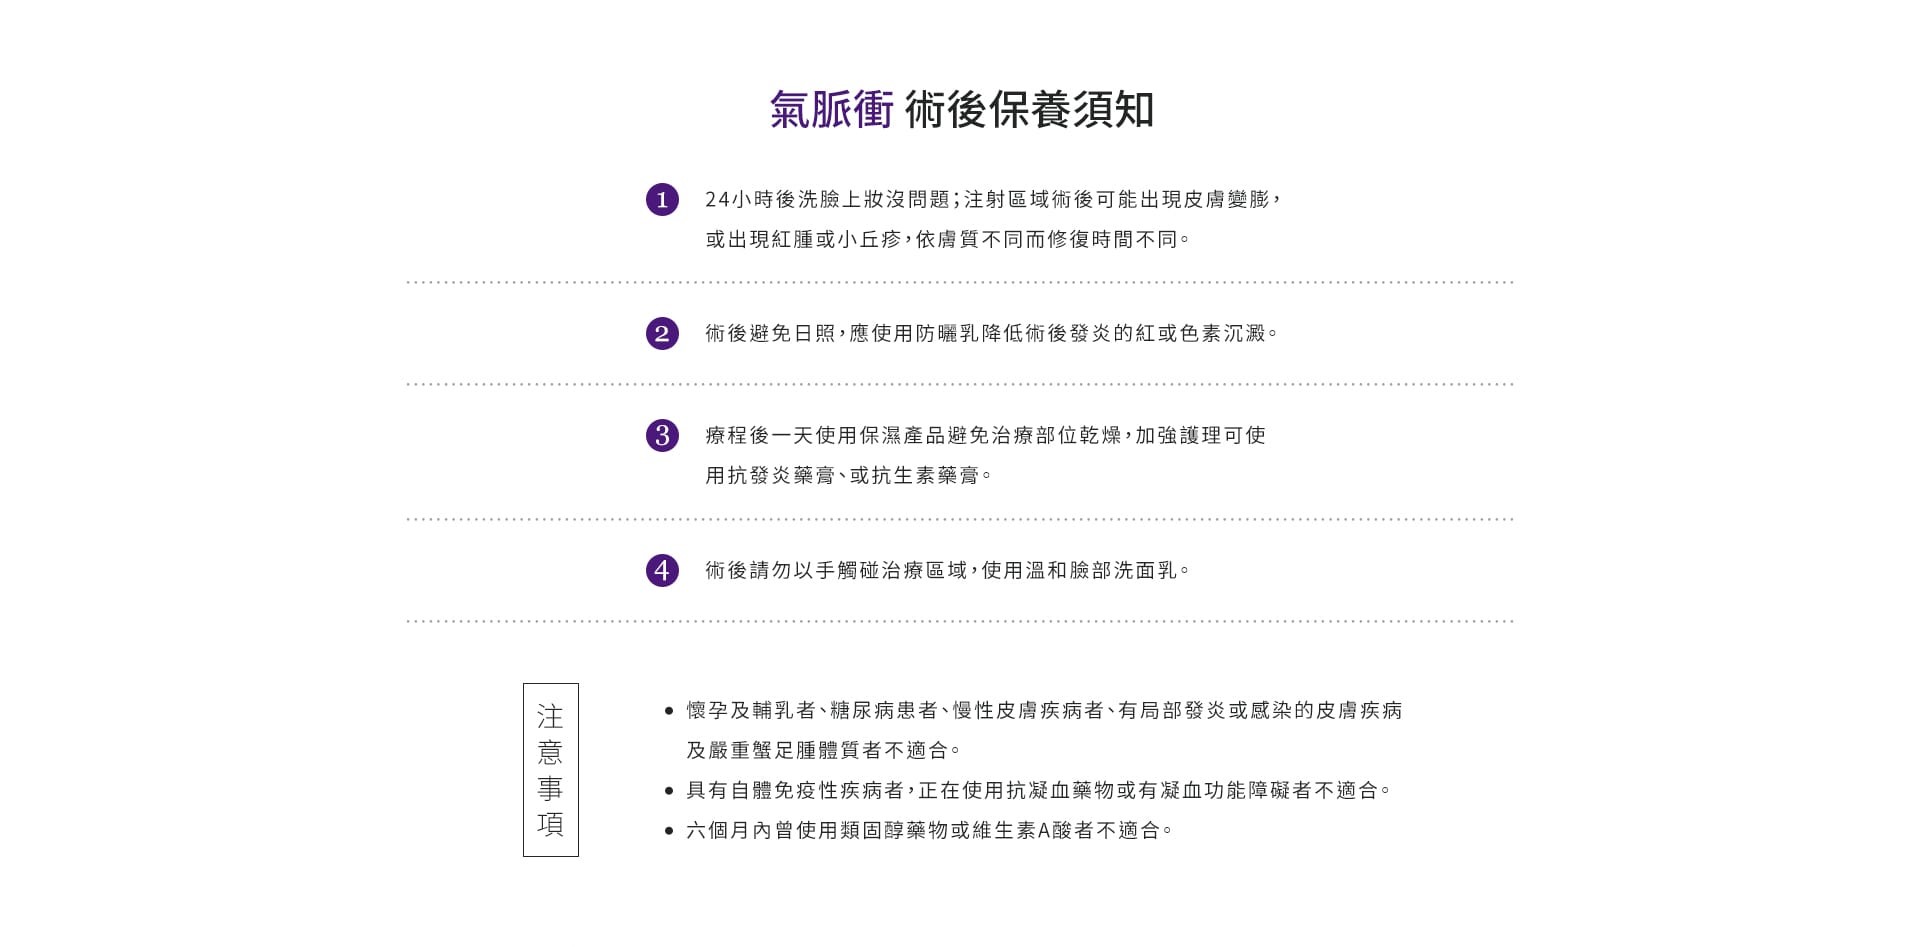 氣脈衝 術後保養須知
1 24小時後洗臉上妝沒問題；注射區域術後可能出現皮膚變膨，
或出現紅腫或小丘疹，依膚質不同而修復時間不同。
2 術後避免日照，應使用防曬乳降低術後發炎的紅或色素沉澱。
3 療程後一天使用保濕產品避免治療部位乾燥，加強護理可使
用抗發炎藥膏、或抗生素藥膏。
4 術後請勿以手觸碰治療區域，使用溫和臉部洗面乳。
注意事項
• 懷孕及輔乳者、糖尿病患者、慢性皮膚疾病者、有局部發炎或感染的皮膚疾病
及嚴重蟹足腫體質者不適合。
• 具有自體免疫性疾病者，正在使用抗凝血藥物或有凝血功能障礙者不適合。
• 六個月內曾使用類固醇藥物或維生素A酸者不適合。